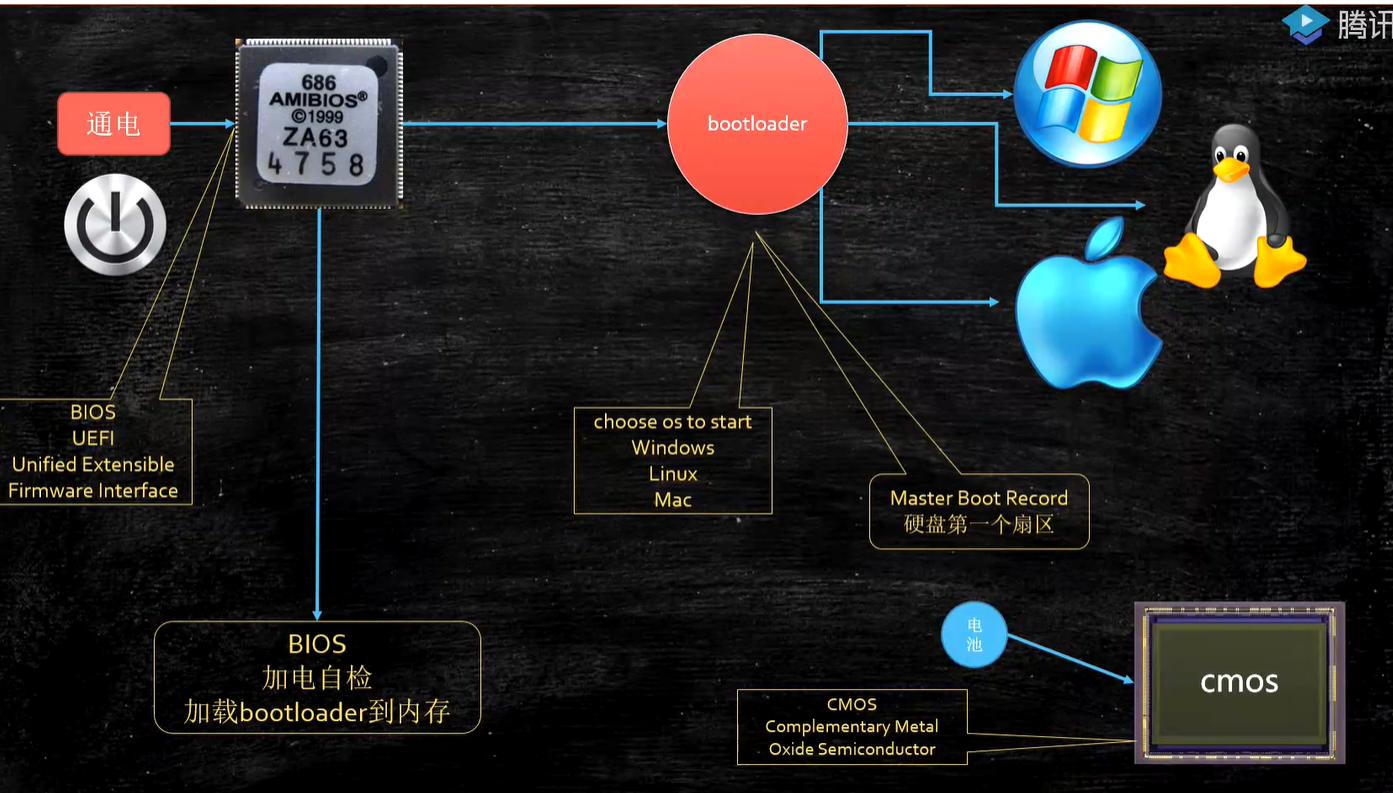 腾讯
通电
686
AMIBIOS®
©1999
ZA63
4758
bootloader
BIOS
UEFI
Unified Extensible
Firmware Interface
choose os to start
Windows
Linux
Mac
Master Boot Record
硬盘第一个扇区
BIOS
加电自检
加载bootloader到内存
电
池
cmos
CMOS
Complementary Metal
Oxide Semiconductor